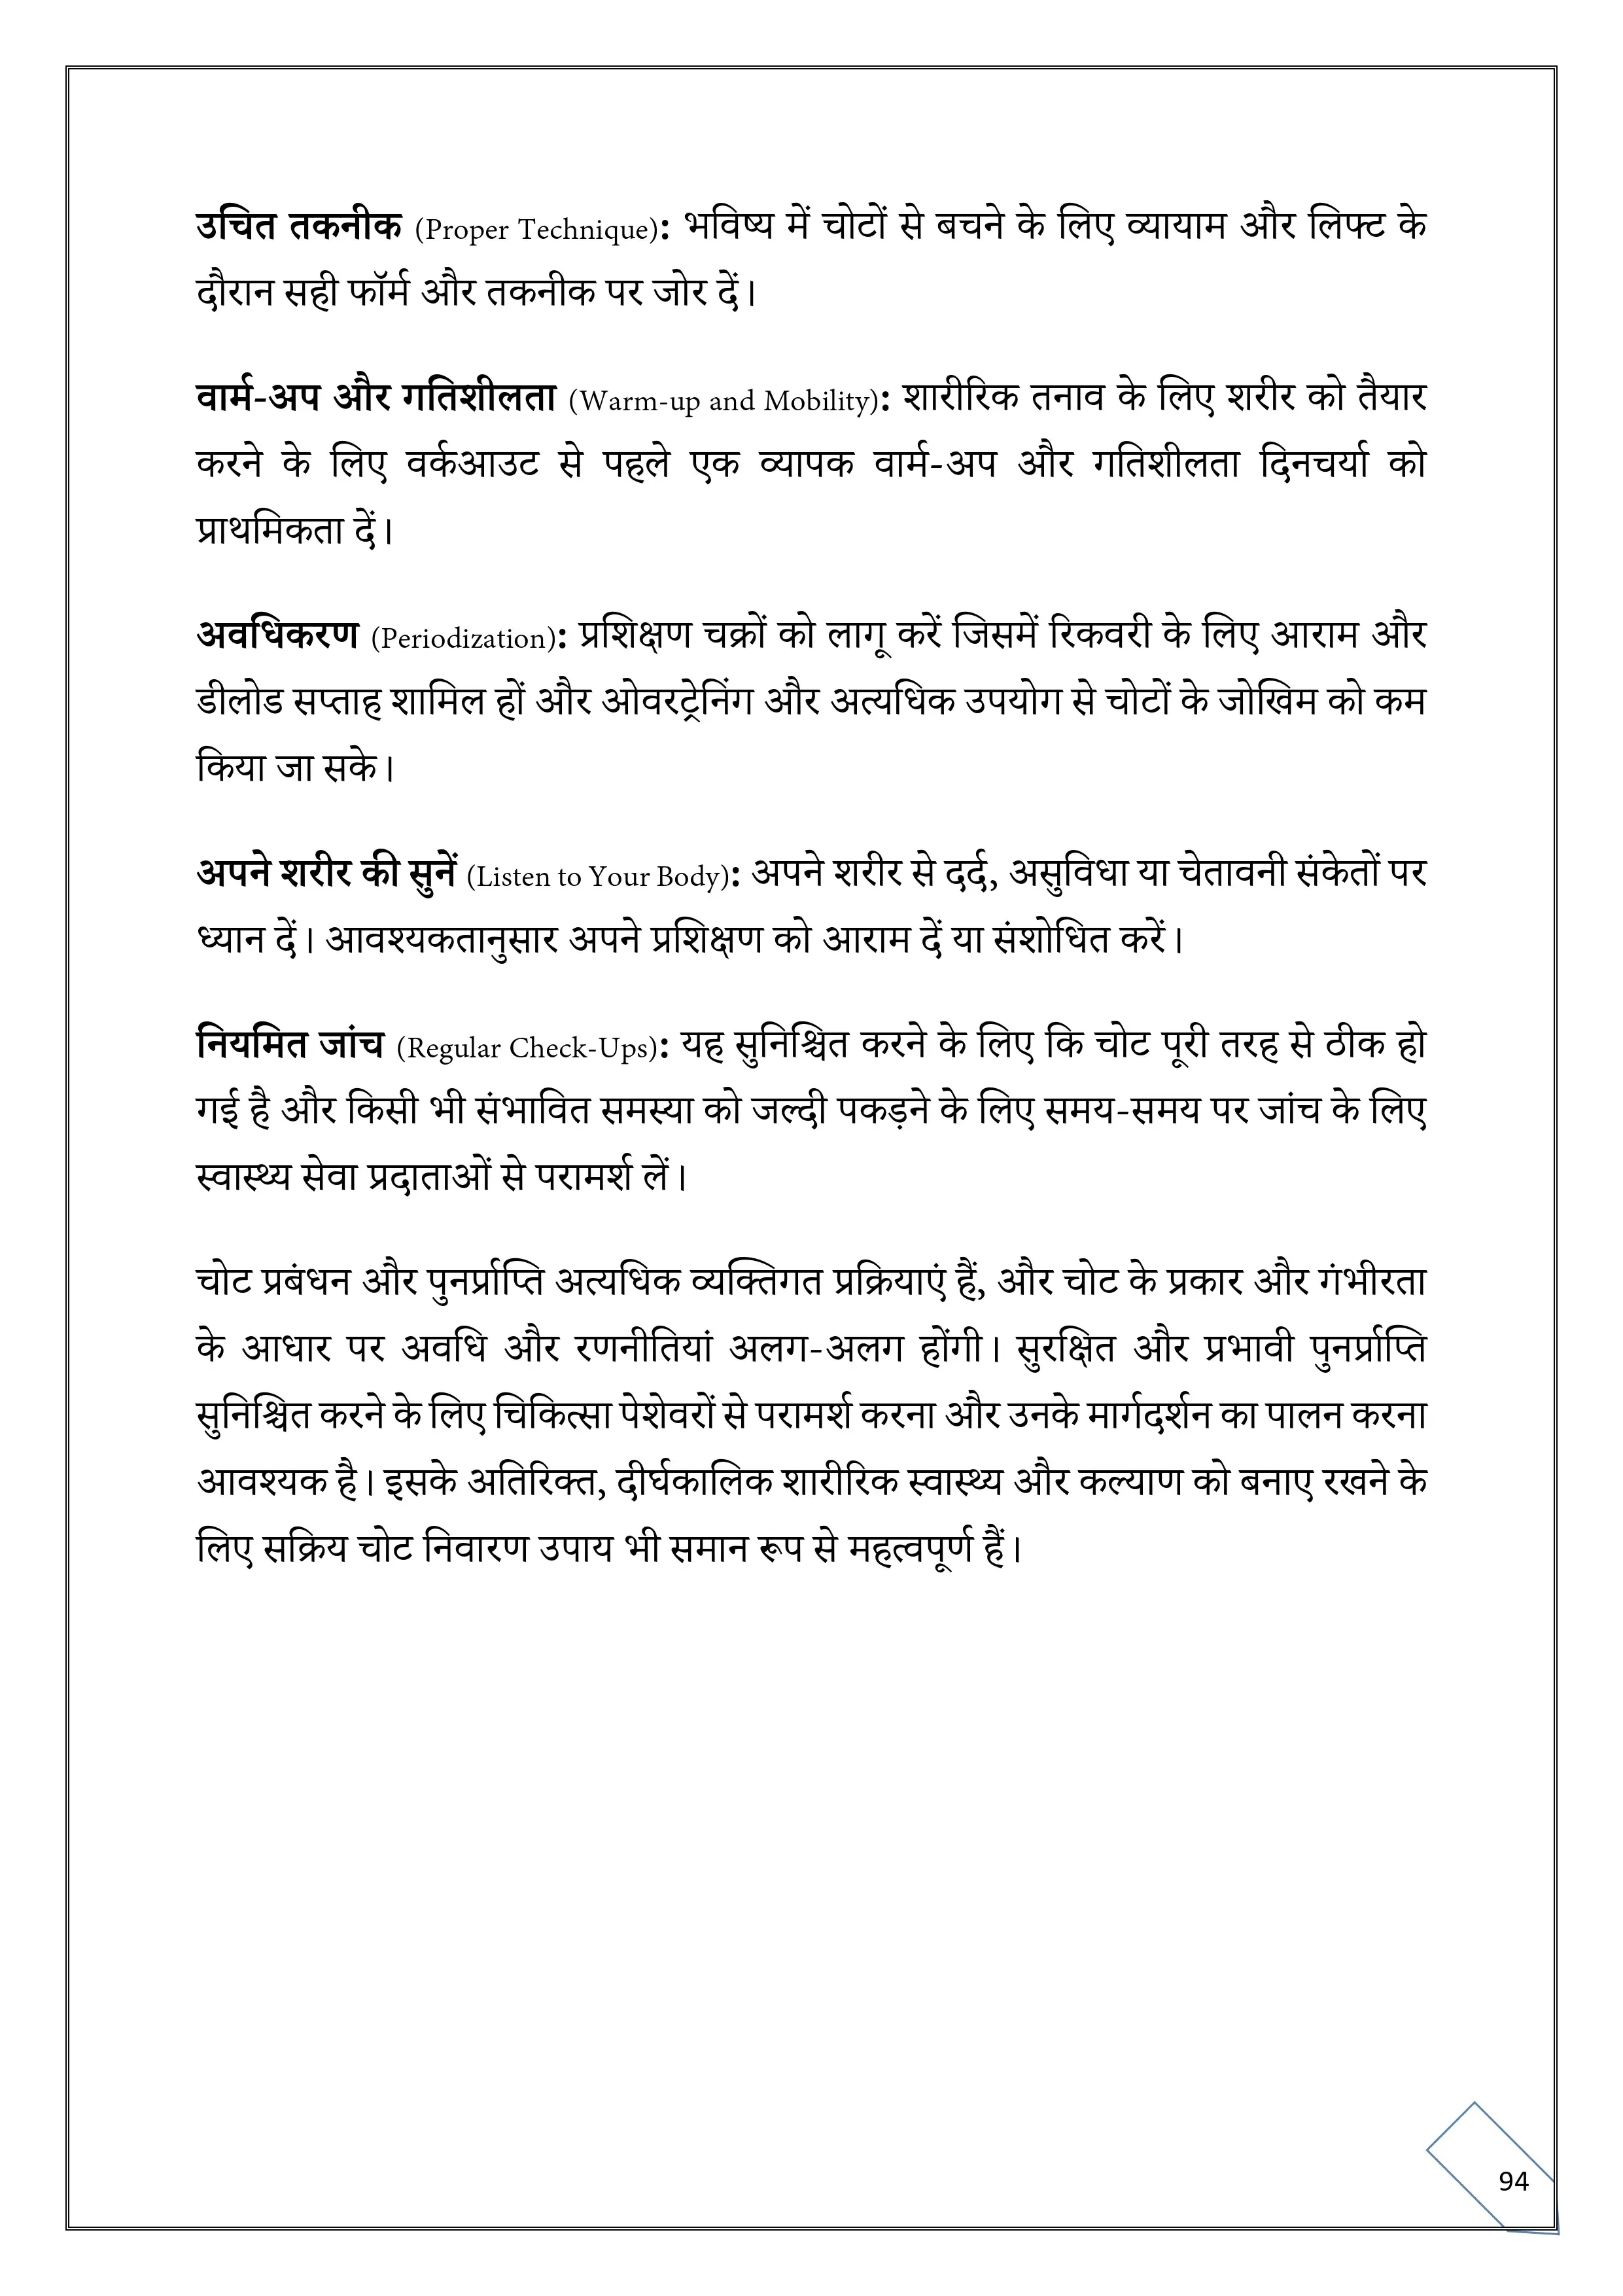 उचित तकनीक (Proper Technique): भविष्य में चोटों से बचने के लिए व्यायाम और लिफ्ट के
दौरान सही फॉर्म और तकनीक पर जोर दें।
वार्म-अप और गतिशीलता (Warm-up and Mobility): शारीरिक तनाव के लिए शरीर को तैयार
करने के लिए वर्कआउट से पहले एक व्यापक वार्म-अप और गतिशीलता दिनचर्या को
प्राथमिकता दें।
अवधिकरण (Periodization): प्रशिक्षण चक्रों को लागू करें जिसमें रिकवरी के लिए आराम और
डीलोड सप्ताह शामिल हों और ओवरट्रेनिंग और अत्यधिक उपयोग से चोटों के जोखिम को कम
किया जा सके।
अपने शरीर की सुनें (Listen to Your Body): अपने शरीर से दर्द, असुविधा या चेतावनी संकेतों पर
ध्यान दें। आवश्यकतानुसार अपने प्रशिक्षण को आराम दें या संशोधित करें।
नियमित जांच (Regular Check-Ups): यह सुनिश्चित करने के लिए कि चोट पूरी तरह से ठीक हो
गई है और किसी भी संभावित समस्या को जल्दी पकड़ने के लिए समय-समय पर जांच के लिए
स्वास्थ्य सेवा प्रदाताओं से परामर्श लें।
चोट प्रबंधन और पुनर्प्राप्ति अत्यधिक व्यक्तिगत प्रक्रियाएं हैं, और चोट के प्रकार और गंभीरता
के आधार पर अवधि और रणनीतियां अलग-अलग होंगी। सुरक्षित और प्रभावी पुनर्प्राप्ति
सुनिश्चित करने के लिए चिकित्सा पेशेवरों से परामर्श करना और उनके मार्गदर्शन का पालन करना
आवश्यक है। इसके अतिरिक्त, दीर्घकालिक शारीरिक स्वास्थ्य और कल्याण को बनाए रखने के
लिए सक्रिय चोट निवारण उपाय भी समान रूप से महत्वपूर्ण हैं।
94